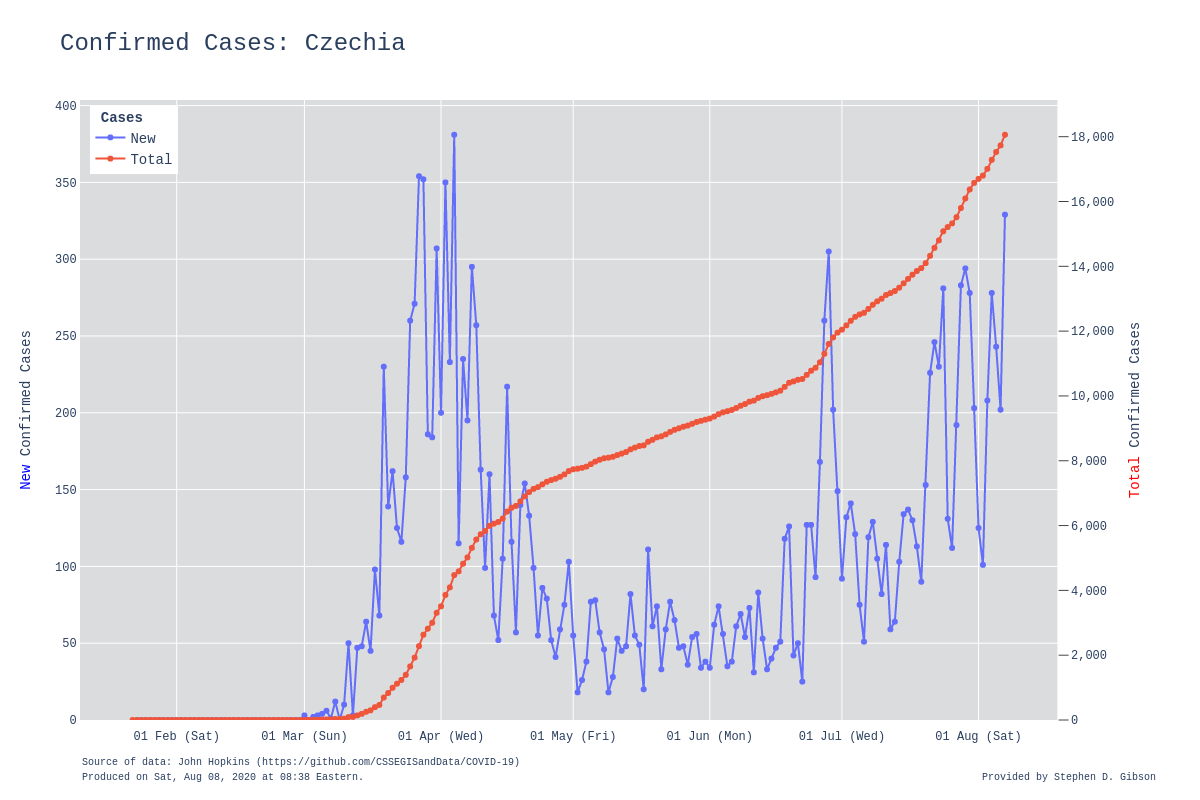 Confirmed Cases: Czechia
Cases
New
Total
400
350
300
250
200
150
100
50
0
18,000
16,000
14,000
12,000
10,000
8,000
6,000
4,000
2,000
0
New Confirmed Cases
Total Confirmed Cases
01 Feb (Sat) 01 Mar (Sun) 01 Apr (Wed) 01 May (Fri) 01 Jun (Mon) 01 Jul (Wed) 01 Aug (Sat)
Source of data: John Hopkins (https://github.com/CSSEGISandData/COVID-19)
Produced on Sat, Aug 08, 2020 at 08:38 Eastern.
Provided by Stephen D. Gibson